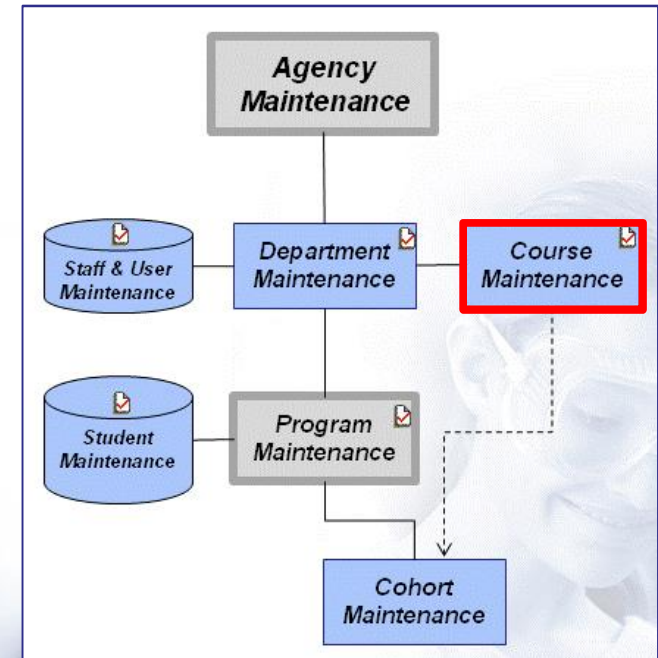 Agency
Maintenance
Staff & User
Maintenance
Department
Maintenance
Course
Maintenance
Student
Maintenance
Program
Maintenance
Cohort
Maintenance